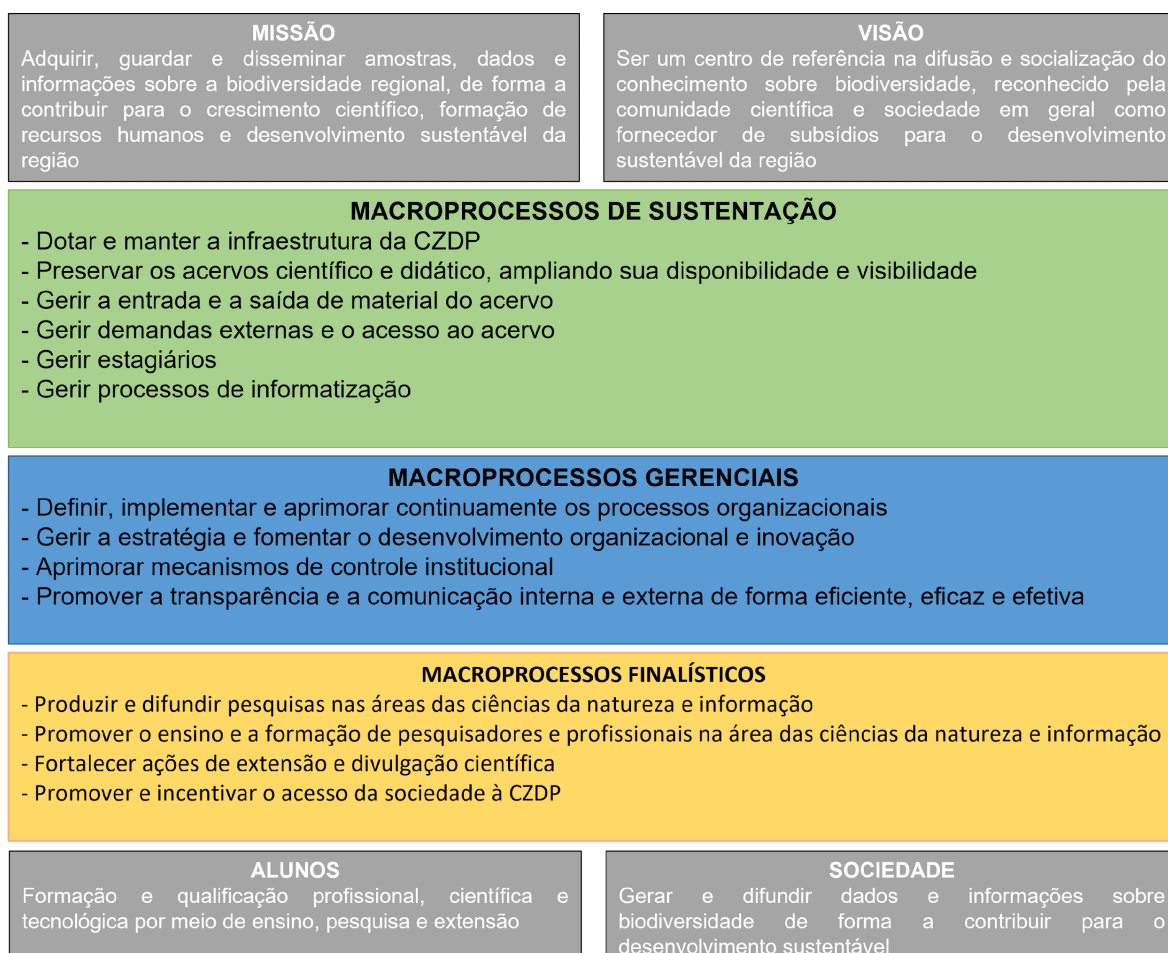 MISSÃO
Adquirir, guardar e disseminar amostras, dados e
informações sobre a biodiversidade regional, de forma a
contribuir para o crescimento científico, formação de
recursos humanos e desenvolvimento sustentável da
região
VISÃO
Ser um centro de referência na difusão e socialização do
conhecimento sobre biodiversidade, reconhecido pela
comunidade científica e sociedade em geral como
fornecedor de subsídios para o desenvolvimento
sustentável da região
MACROPROCESSOS DE SUSTENTAÇÃO
- Dotar e manter a infraestrutura da CZDP
- Preservar os acervos científico e didático, ampliando sua disponibilidade e visibilidade
- Gerir a entrada e a saída de material do acervo
- Gerir demandas externas e o acesso ao acervo
- Gerir estagiários
- Gerir processos de informatização
MACROPROCESSOS GERENCIAIS
- Definir, implementar e aprimorar continuamente os processos organizacionais
- Gerir a estratégia e fomentar o desenvolvimento organizacional e inovação
- Aprimorar mecanismos de controle institucional
- Promover a transparência e a comunicação interna e externa de forma eficiente, eficaz e efetiva
MACROPROCESSOS FINALÍSTICOS
- Produzir e difundir pesquisas nas áreas das ciências da natureza e informação
- Promover o ensino e a formação de pesquisadores e profissionais na área das ciências da natureza e informação
- Fortalecer ações de extensão e divulgação científica
- Promover e incentivar o acesso da sociedade à CZDP
ALUNOS
Formação e qualificação profissional, científica e
tecnológica por meio de ensino, pesquisa e extensão
SOCIEDADE
Gerar e difundir dados e informações sobre
biodiversidade de forma a contribuir para o
desenvolvimento sustentável